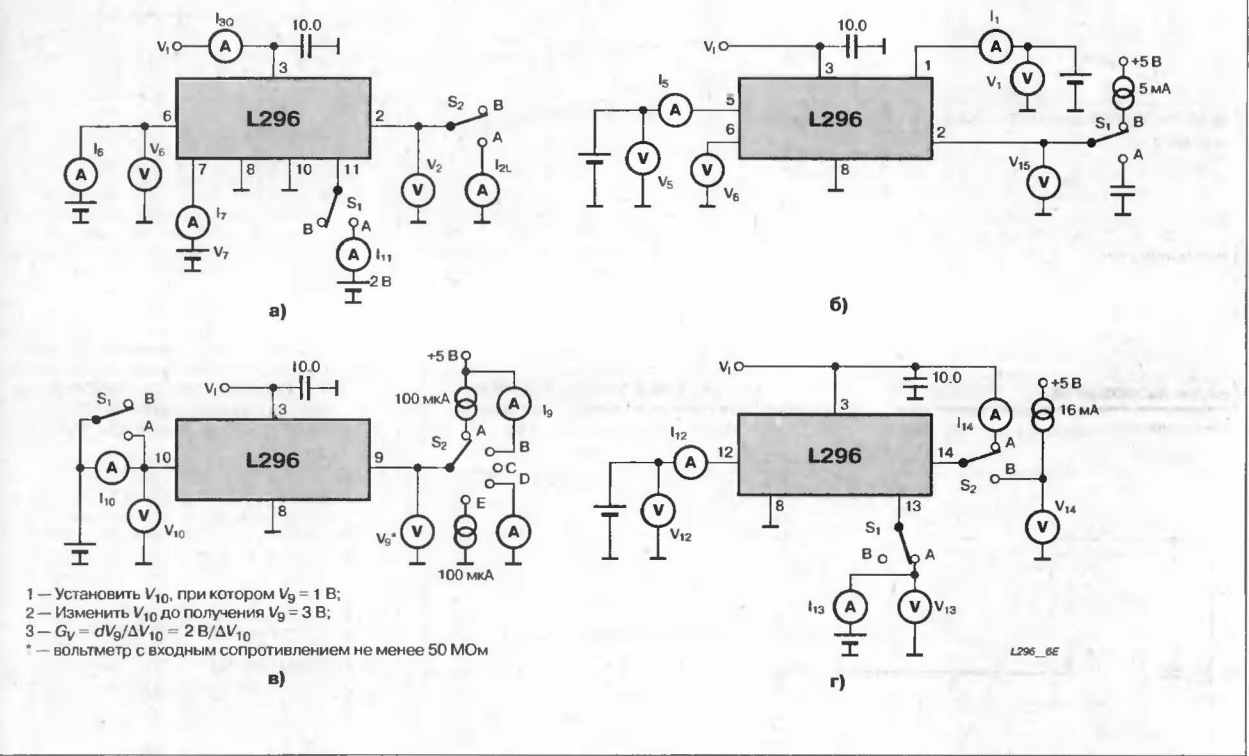 I3Q
10.0
VI
A
3
6
L296
2
S2
B
A
I6
V6
7
8
10
11
V2
I2L
A
V
I7
S1
V
A
A
B
A
V7
A
I11
2 В
а)
10.0
VI
3
1
I1
A
V1
V
+5 В
5 мА
I5
A
5
6
L296
2
S1
B
A
V
V5
V
V6
8
V15
V
б)
10.0
VI
3
+5 В
100 мкА
A
I9
S1
B
A
S2
A
B
C
D
E
A
10
L296
9
I10
V
V10
8
V9*
V
A
100 мкА
1 — Установить V10, при котором V9 = 1 В;
2 — Изменить V10 до получения V9 = 3 В;
3 — GV = dV9/ΔV10 = 2 В/ΔV10
* — вольтметр с входным сопротивлением не менее 50 МОм
в)
VI
10.0
3
+5 В
16 мА
A
I14
I12
A
12
L296
14
A
B
S2
V
V12
8
13
V14
V
S1
B
A
I13
A
V
V13
L296_6E
г)